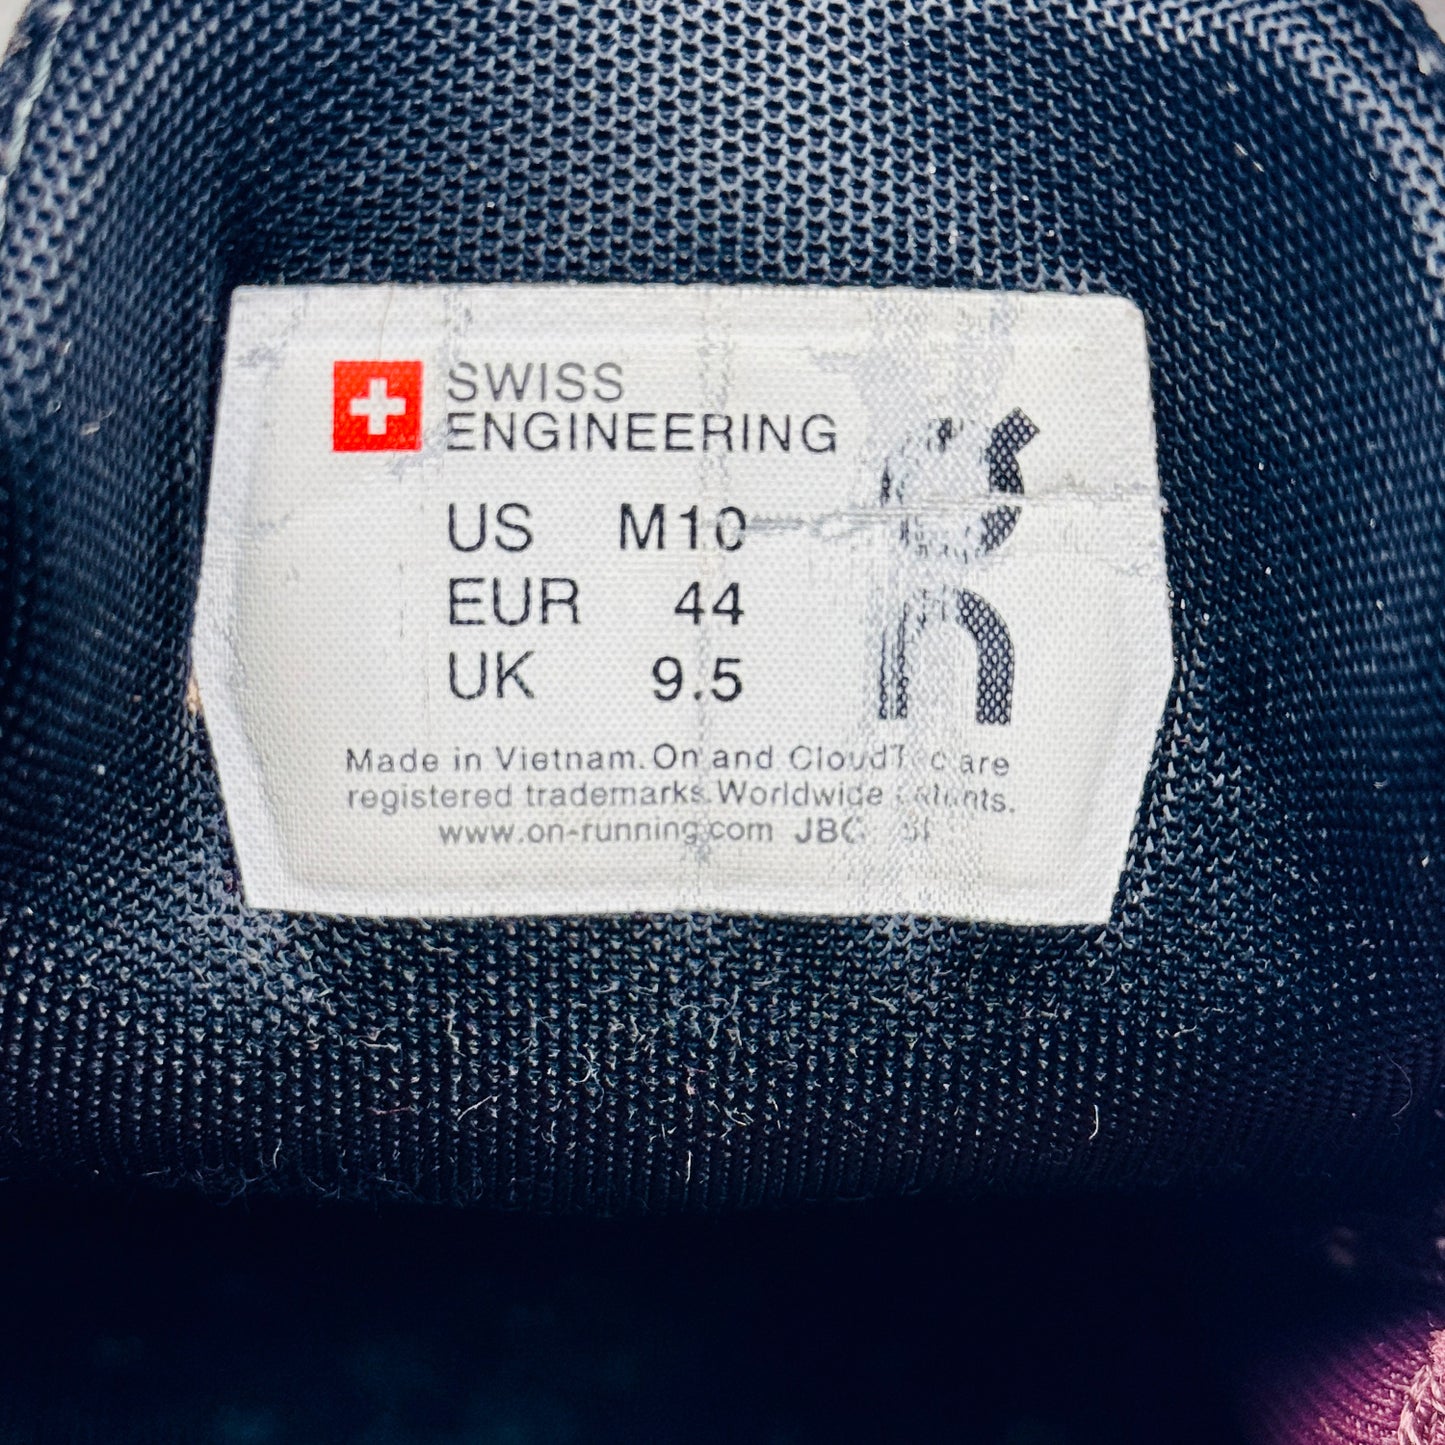 SWISS
ENGINEERING
US M10
EUR 44
UK 9.5
Made in Vietnam. On and are
registered trademarks. Worldwide
www.on-running.com